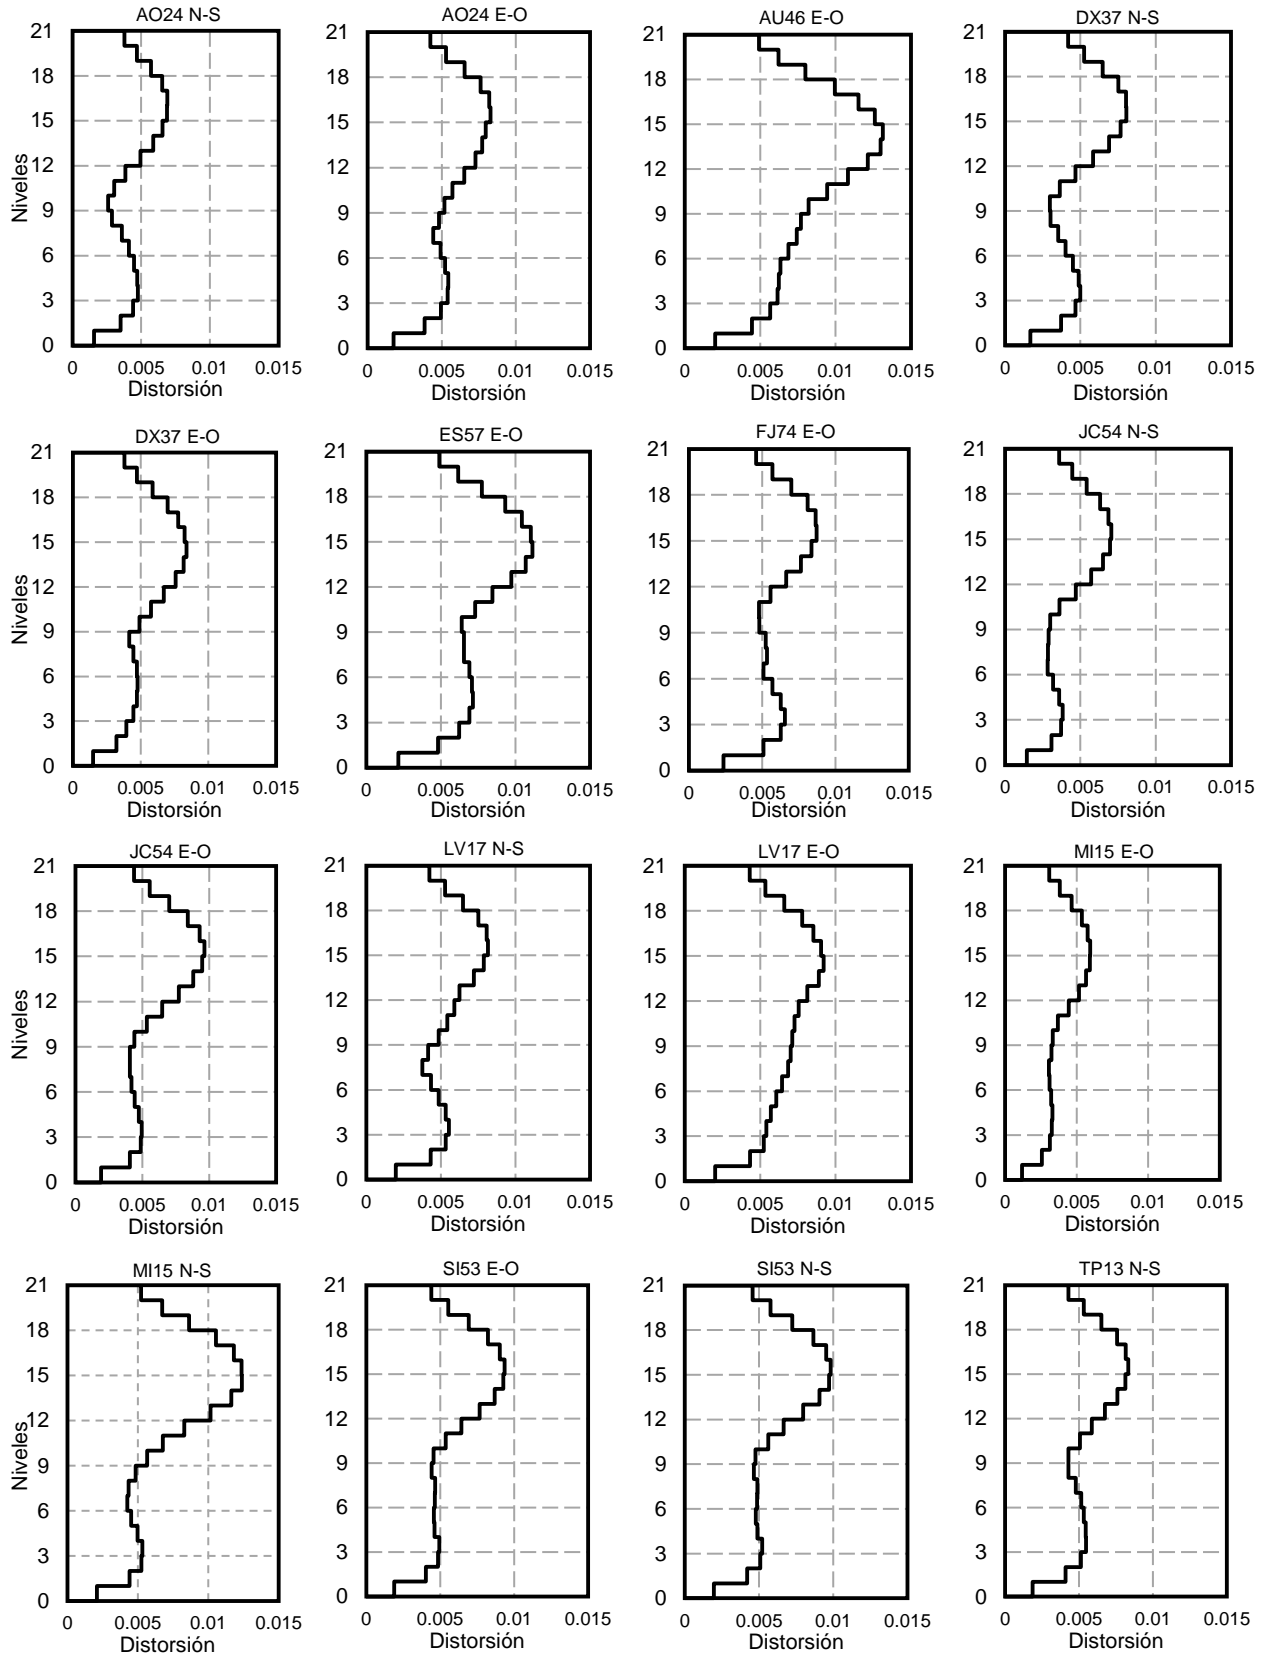 AO24 N-S
21
18
15
12
9
6
3
0
Niveles
0 0.005 0.01 0.015
Distorsión
AO24 E-O
21
18
15
12
9
6
3
0
0 0.005 0.01 0.015
Distorsión
AU46 E-O
21
18
15
12
9
6
3
0
0 0.005 0.01 0.015
Distorsión
DX37 N-S
21
18
15
12
9
6
3
0
0 0.005 0.01 0.015
Distorsión
DX37 E-O
21
18
15
12
9
6
3
0
Niveles
0 0.005 0.01 0.015
Distorsión
ES57 E-O
21
18
15
12
9
6
3
0
0 0.005 0.01 0.015
Distorsión
FJ74 E-O
21
18
15
12
9
6
3
0
0 0.005 0.01 0.015
Distorsión
JC54 N-S
21
18
15
12
9
6
3
0
0 0.005 0.01 0.015
Distorsión
JC54 E-O
21
18
15
12
9
6
3
0
Niveles
0 0.005 0.01 0.015
Distorsión
LV17 N-S
21
18
15
12
9
6
3
0
0 0.005 0.01 0.015
Distorsión
LV17 E-O
21
18
15
12
9
6
3
0
0 0.005 0.01 0.015
Distorsión
MI15 E-O
21
18
15
12
9
6
3
0
0 0.005 0.01 0.015
Distorsión
MI15 N-S
21
18
15
12
9
6
3
0
Niveles
0 0.005 0.01 0.015
Distorsión
SI53 E-O
21
18
15
12
9
6
3
0
0 0.005 0.01 0.015
Distorsión
SI53 N-S
21
18
15
12
9
6
3
0
0 0.005 0.01 0.015
Distorsión
TP13 N-S
21
18
15
12
9
6
3
0
0 0.005 0.01 0.015
Distorsión